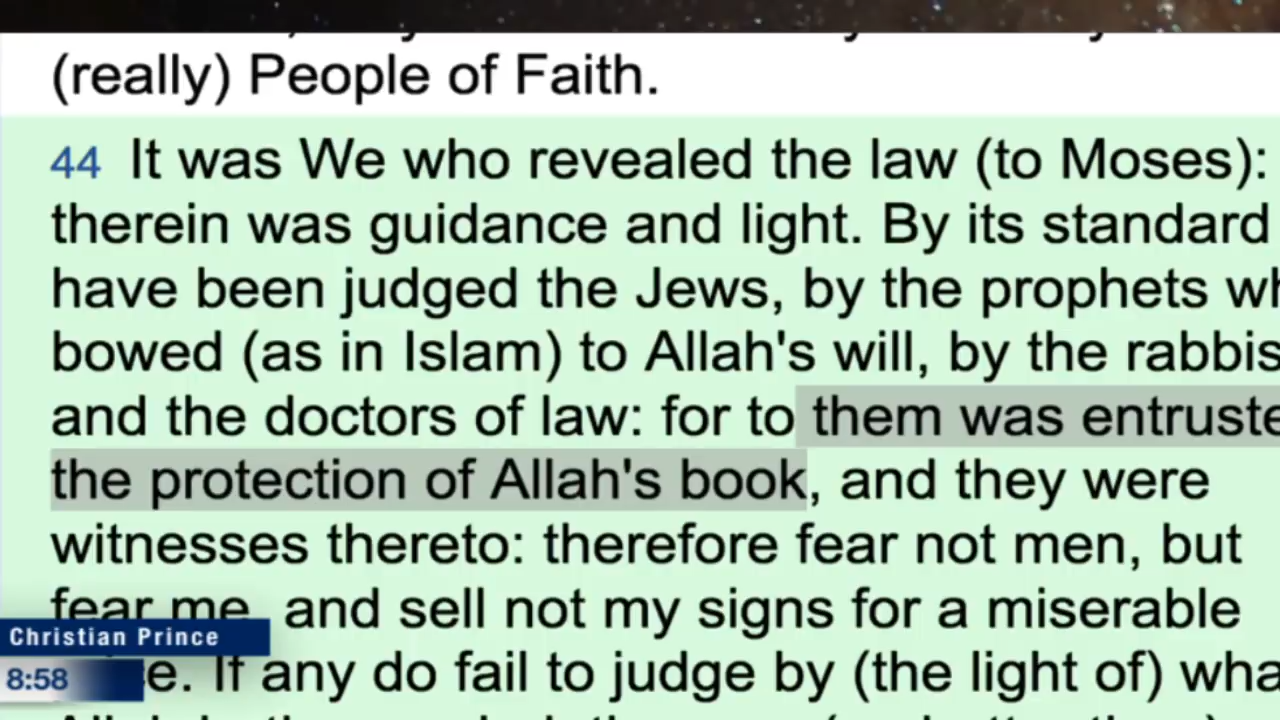 (really) People of Faith.
44 It was We who revealed the law (to Moses):
therein was guidance and light. By its standard
have been judged the Jews, by the prophets wh
bowed (as in Islam) to Allah's will, by the rabbis
and the doctors of law: for to them was entruste
the protection of Allah's book, and they were
witnesses thereto: therefore fear not men, but
fear me, and sell not my signs for a miserable
Christian Prince
8:58
e. If any do fail to judge by (the light of) wha